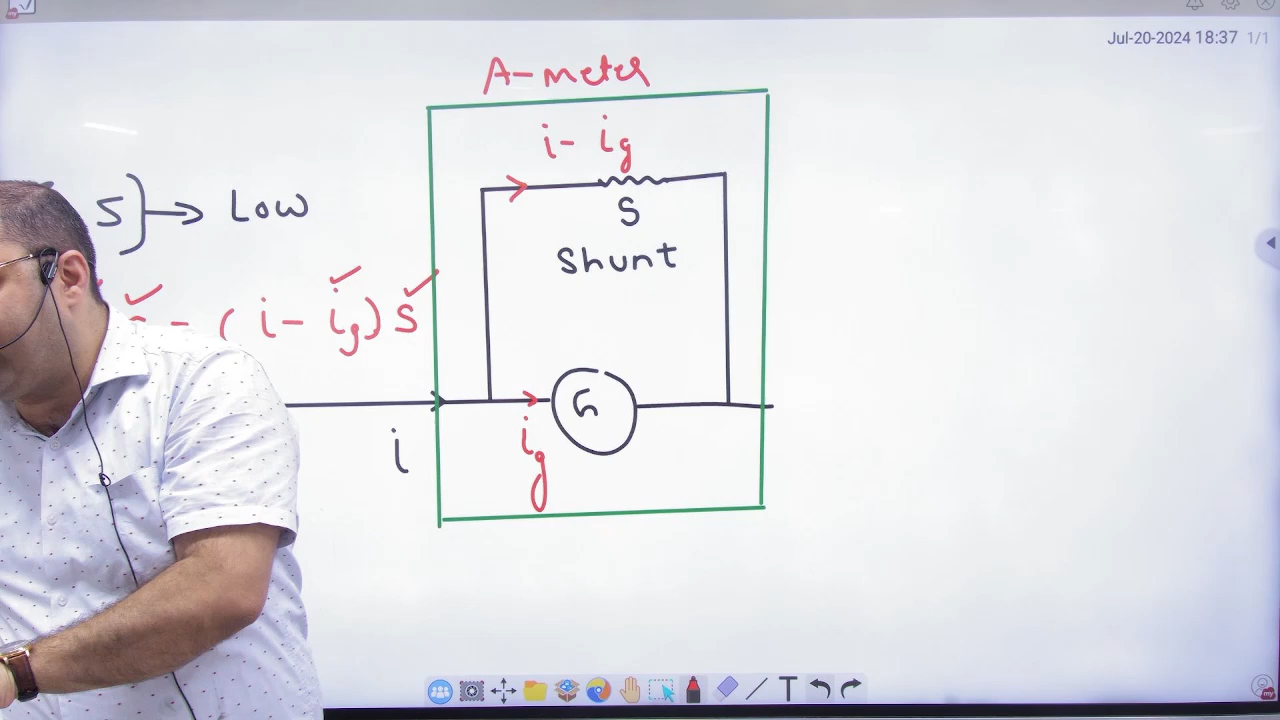 Jul-20-2024 18:37 1/1
A-meter
i - ig
S } → Low
S
Shunt
= (i - ig) S
G
i
ig
T